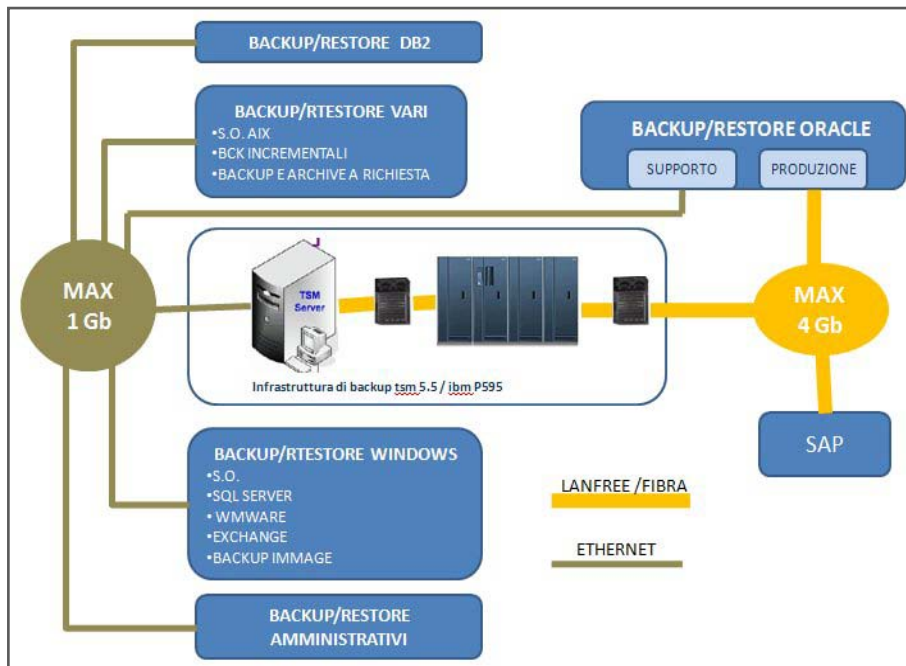 BACKUP/RESTORE DB2
BACKUP/RTESTORE VARI
•S.O. AIX
•BCK INCREMENTALI
•BACKUP E ARCHIVE A RICHIESTA
BACKUP/RESTORE ORACLE
SUPPORTO
PRODUZIONE
MAX
1 Gb
TSM
Server
MAX
4 Gb
Infrastruttura di backup tsm 5.5 / ibm P595
BACKUP/RTESTORE WINDOWS
•S.O.
•SQL SERVER
• WMWARE
•EXCHANGE
•BACKUP IMMAGE
SAP
LANFREE /FIBRA
ETHERNET
BACKUP/RESTORE
AMMINISTRATIVI